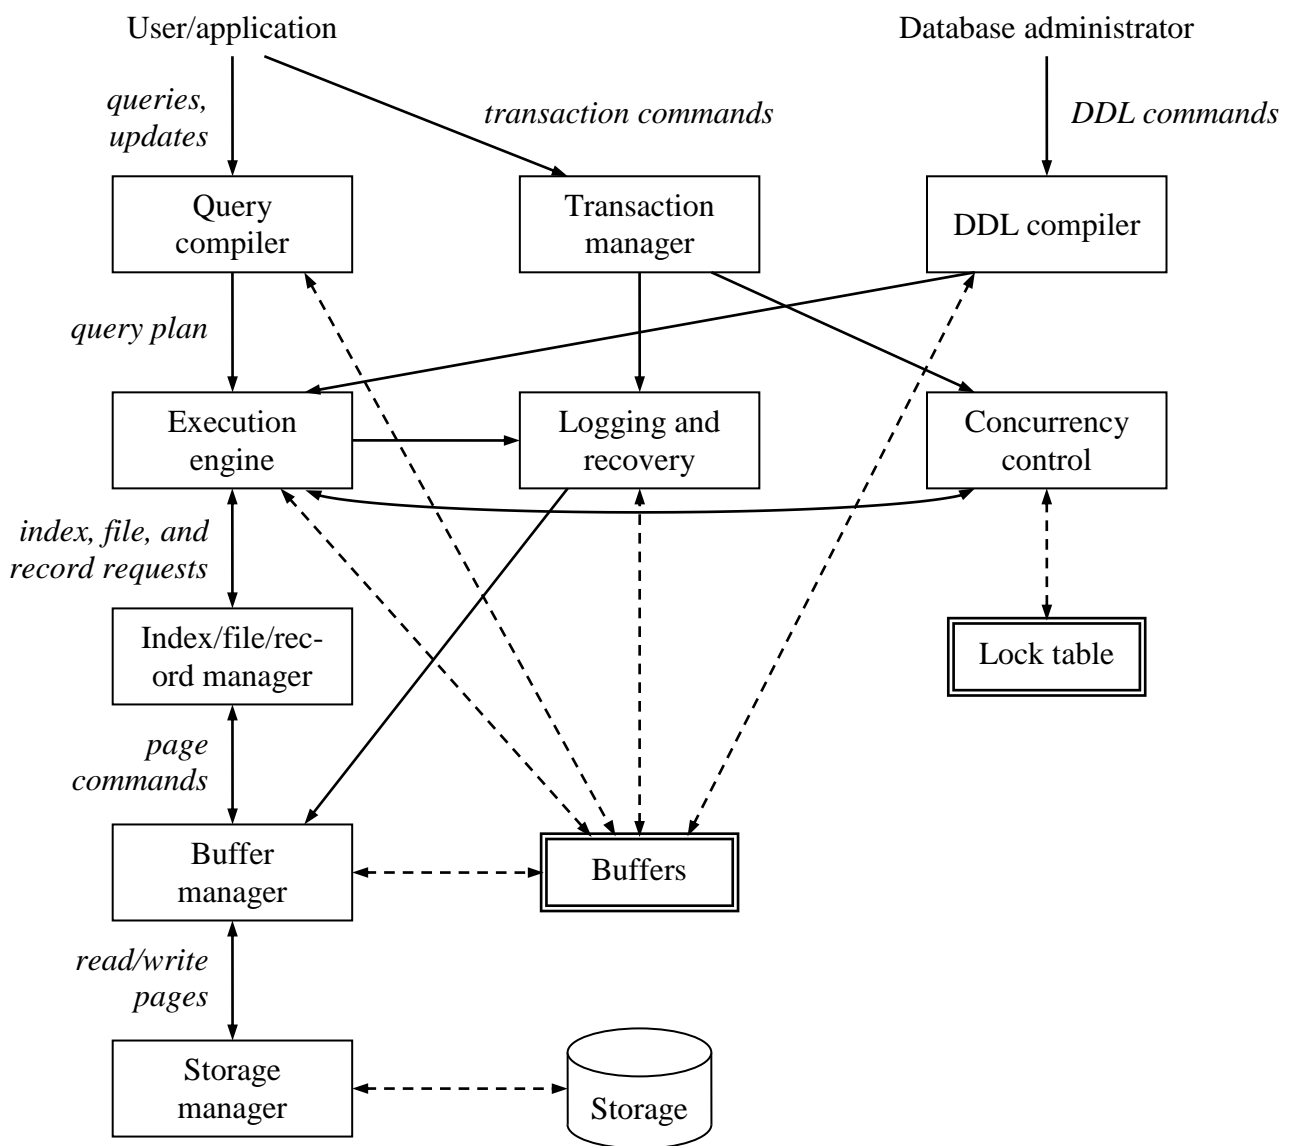 User/application
Database administrator
queries,
updates
transaction commands
DDL commands
Query
compiler
Transaction
manager
DDL compiler
query plan
Execution
engine
Logging and
recovery
Concurrency
control
index, file, and
record requests
Index/file/rec-
ord manager
Lock table
page
commands
Buffer
manager
Buffers
read/write
pages
Storage
manager
Storage